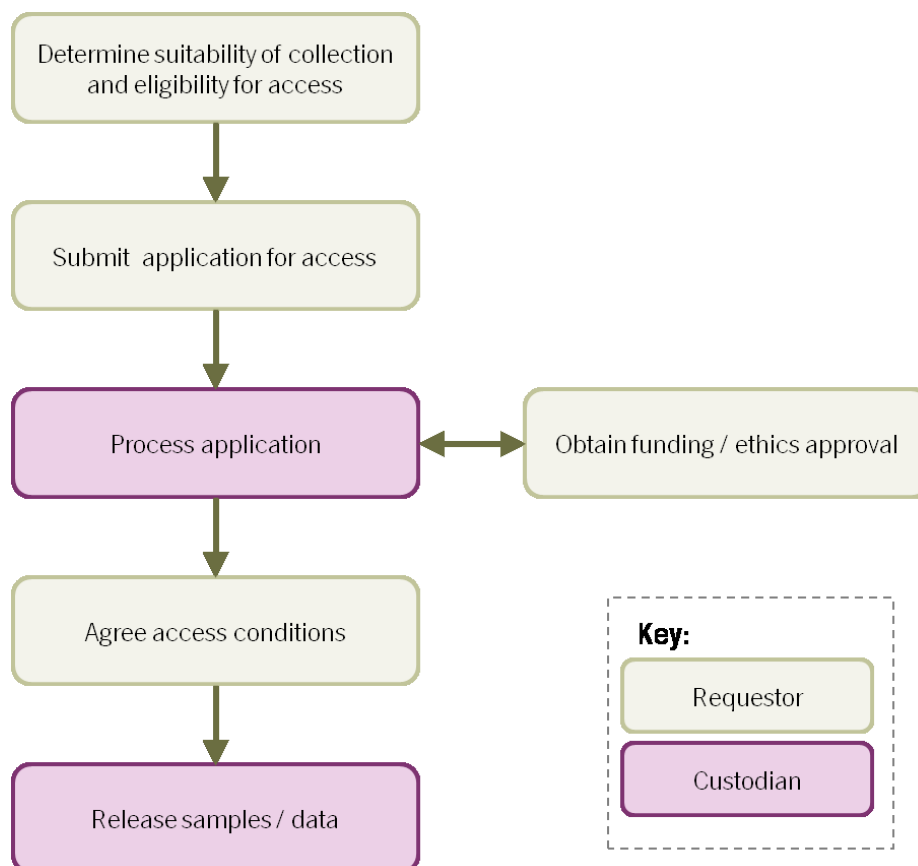 Determine suitability of collection
and eligibility for access
Submit application for access
Process application
Obtain funding / ethics approval
Agree access conditions
Release samples / data
Key:
Requestor
Custodian